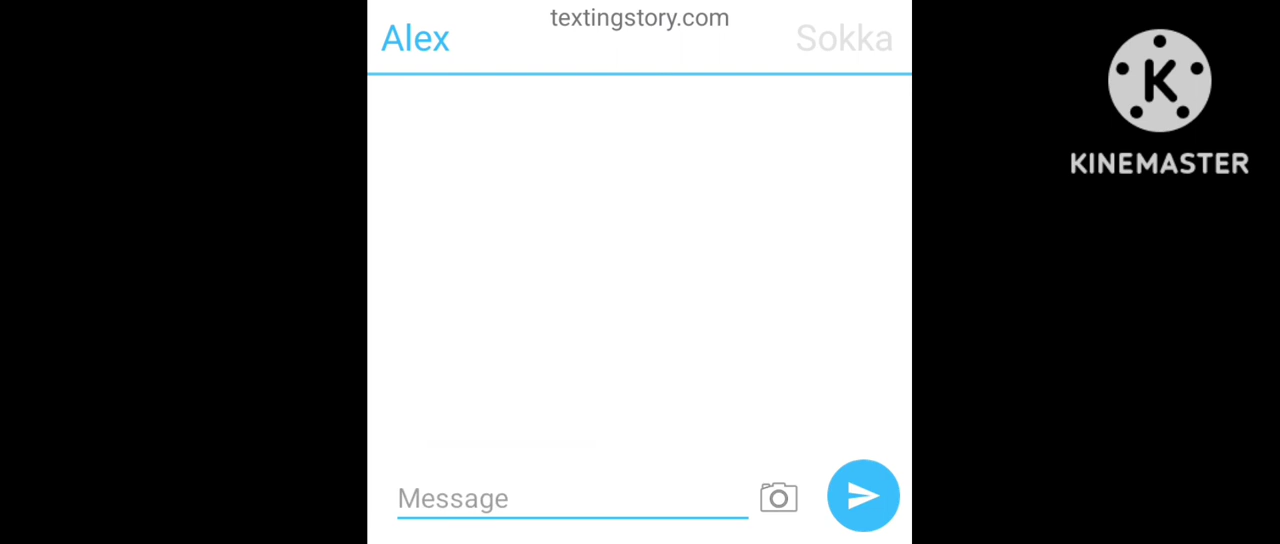 textingstory.com
Alex
Sokka
K
KINEMASTER
Message